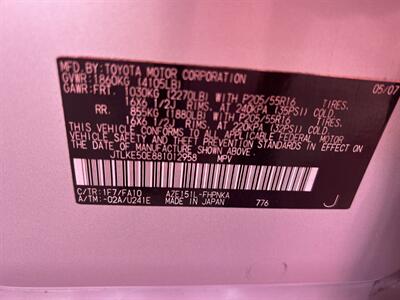 MFD.BY:TOYOTA MOTOR CORPORATION 05/07
GVWR:1860KG (4105LB)
GAWR:FRT. 1030KG (2270LB) WITH P205/55R16 TIRES.
16X6 1/2J RIMS, AT 240KPA (35PSI) COLD.
RR. 855KG (1880LB) WITH P205/55R16 TIRES.
16X6 1/2J RIMS, AT 220KPA (32PSI) COLD.
THIS VEHICLE CONFORMS TO ALL APPLICABLE FEDERAL MOTOR
VEHICLE SAFETY, BUMPER, AND THEFT PREVENTION STANDARDS
IN EFFECT ON THE DATE OF MANUFACTURE SHOWN ABOVE.
JTLKE50E881012958 MPV
C/TR:1F7/FA10 AZE151L-FHPNKA
A/TM:-02A/U241E MADE IN JAPAN 776 J